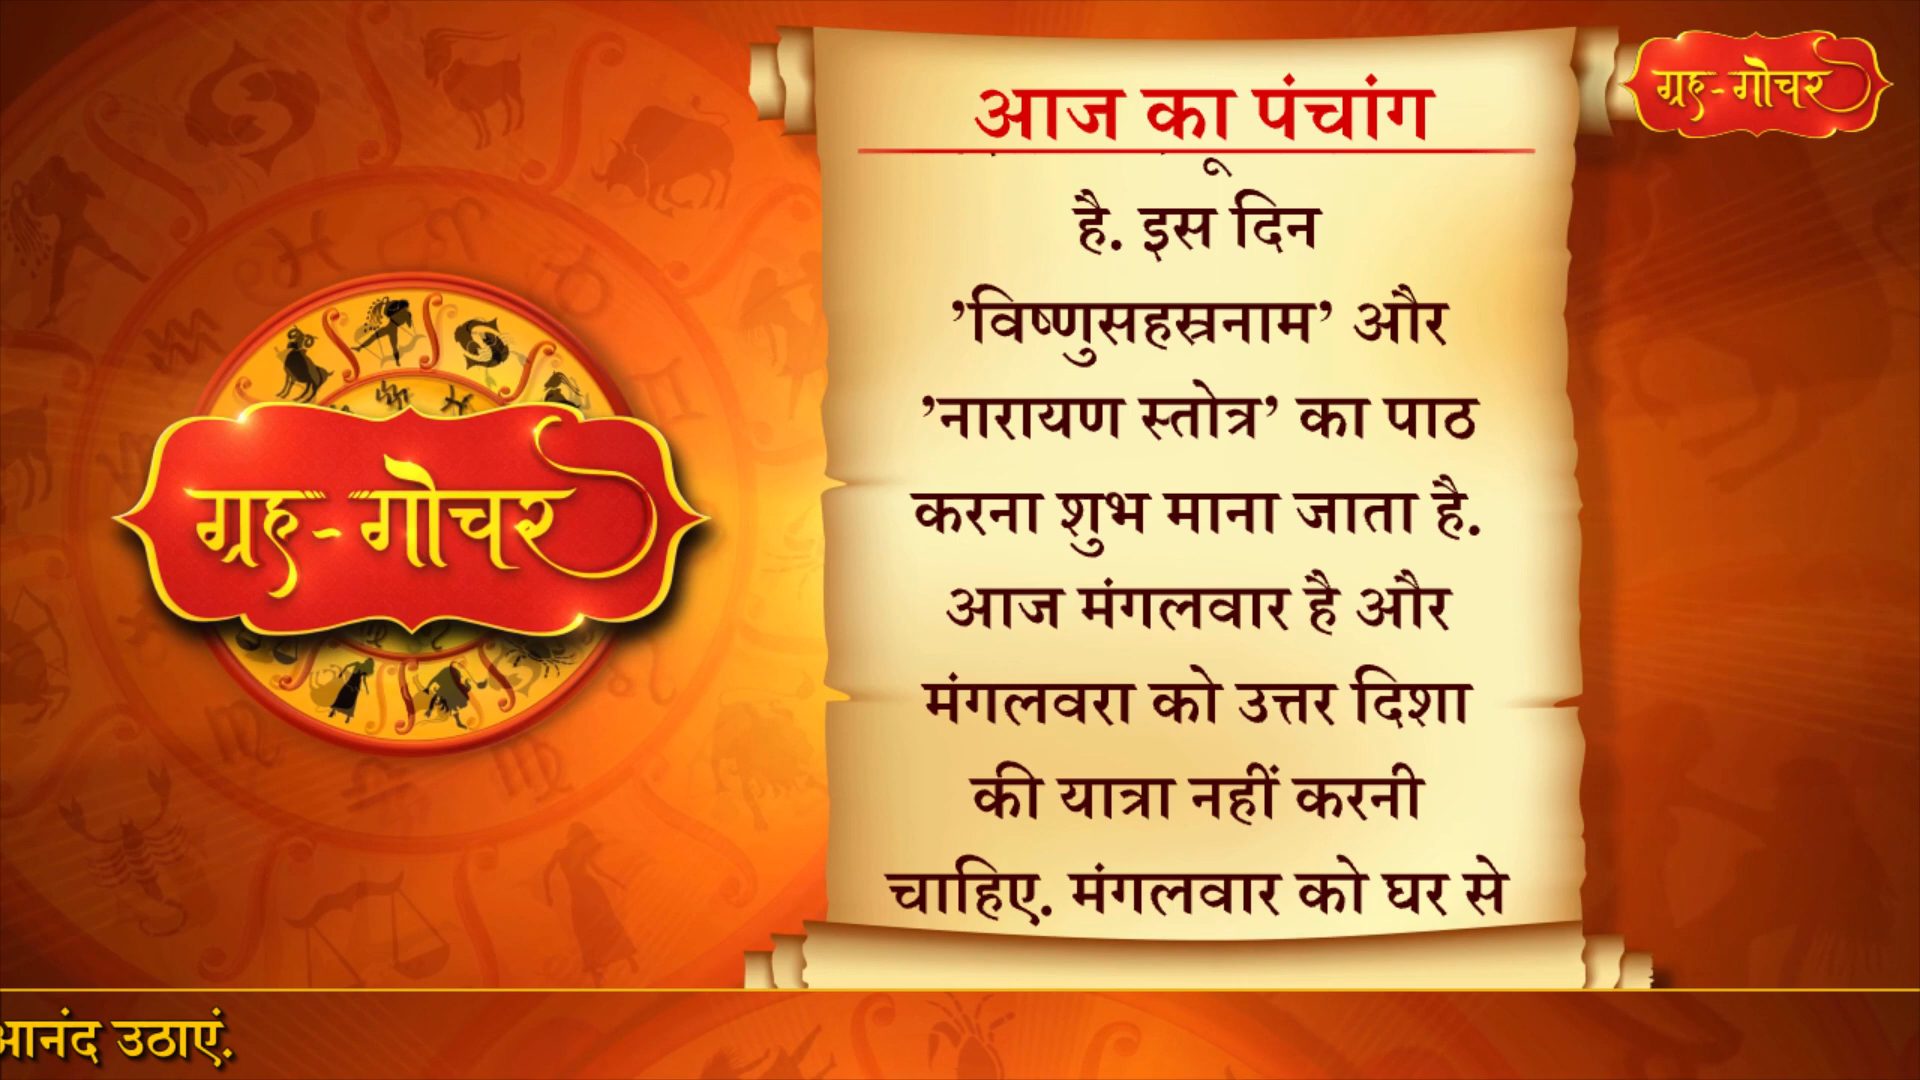 आज का पंचांग
ग्रह-गोचर
है. इस दिन
’विष्णुसहस्रनाम’ और
’नारायण स्तोत्र’ का पाठ
करना शुभ माना जाता है.
आज मंगलवार है और
मंगलवरा को उत्तर दिशा
की यात्रा नहीं करनी
चाहिए. मंगलवार को घर से
ग्रह-गोचर
आनंद उठाएं.